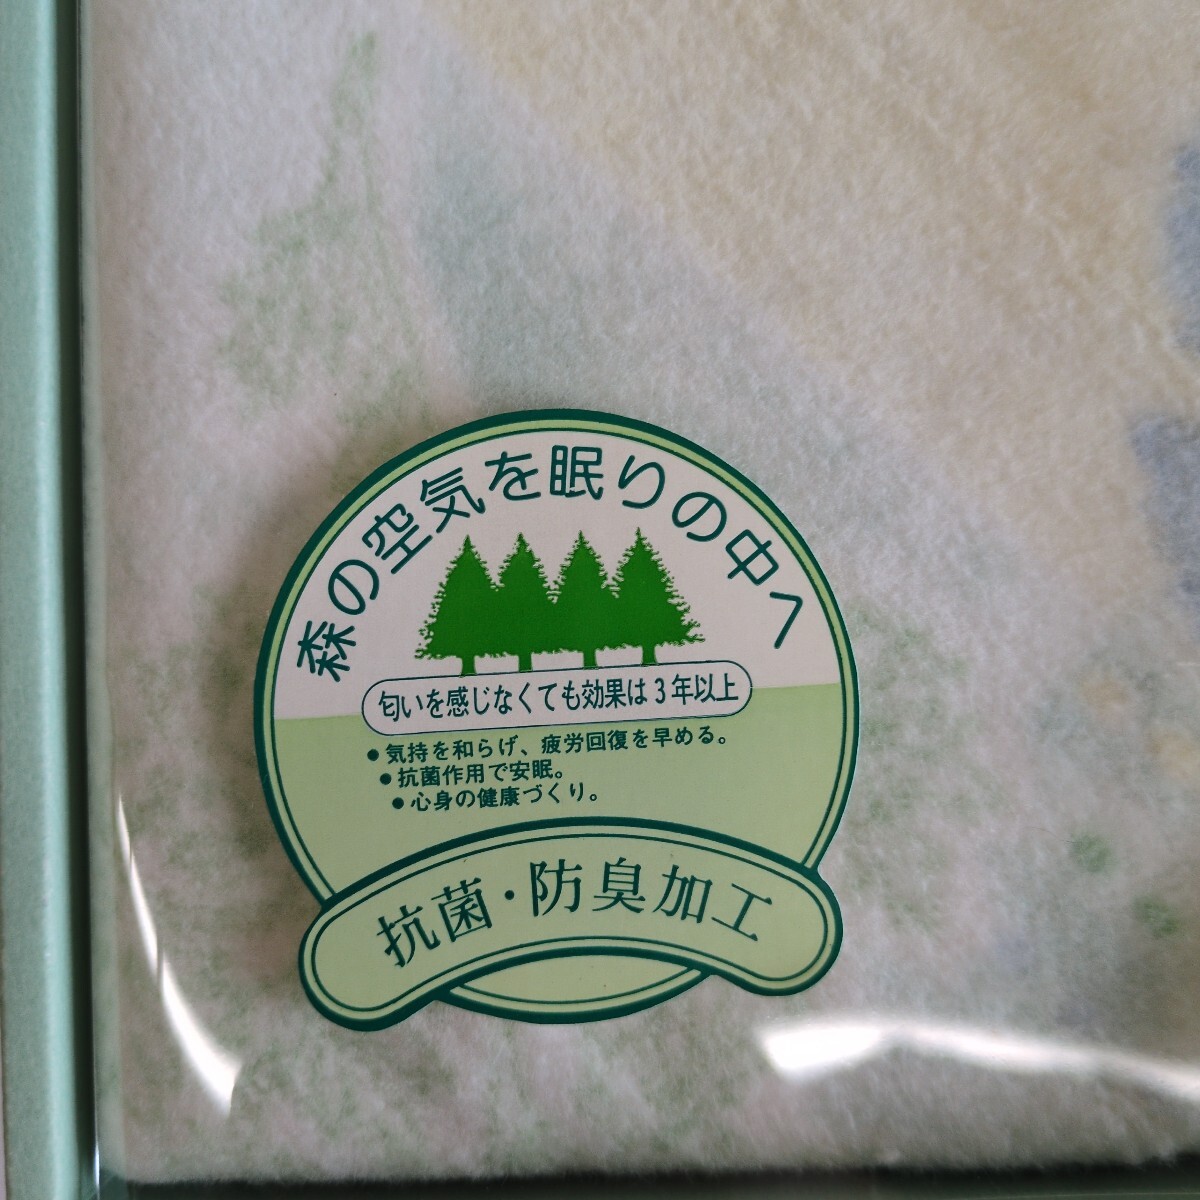 森の空気を眠りの中へ
匂いを感じなくても効果は3年以上
●気持を和らげ、疲労回復を早める。
●抗菌作用で安眠。
●心身の健康づくり。
抗菌・防臭加工